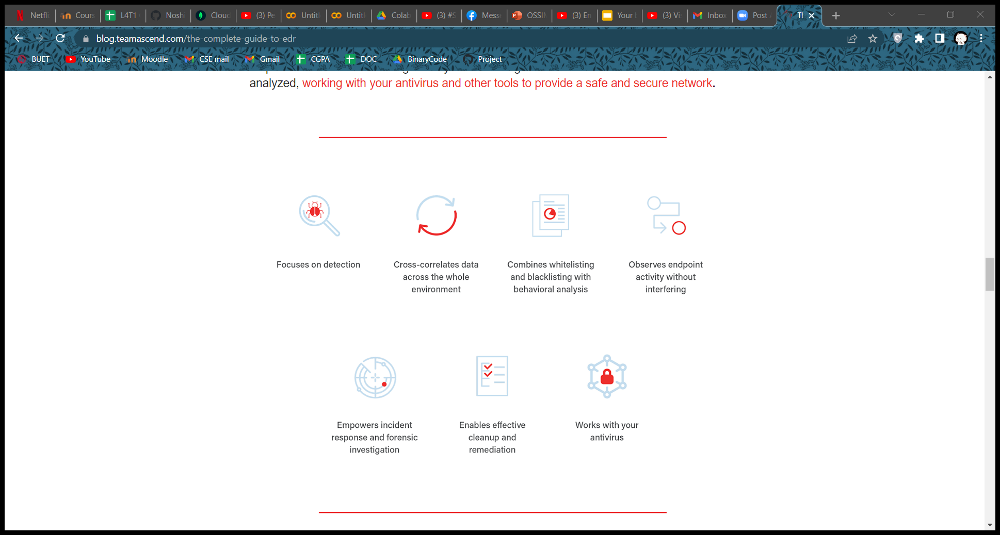 Netfli
Cours
L4T1
Noshi
Cloud
(3) Pe
Untitl
Untitl
Colab
(3) #S
Messe
OSSIM
(3) En
Your
(3) Vi
Inbox
Post
blog.teamascend.com/the-complete-guide-to-edr
BUET
YouTube
Moodle
CSE mail
Gmail
CGPA
DOC
BinaryCode
Project
analyzed, working with your antivirus and other tools to provide a safe and secure network.
Focuses on detection
Cross-correlates data
across the whole
environment
Combines whitelisting
and blacklisting with
behavioral analysis
Observes endpoint
activity without
interfering
Empowers incident
response and forensic
investigation
Enables effective
cleanup and
remediation
Works with your
antivirus